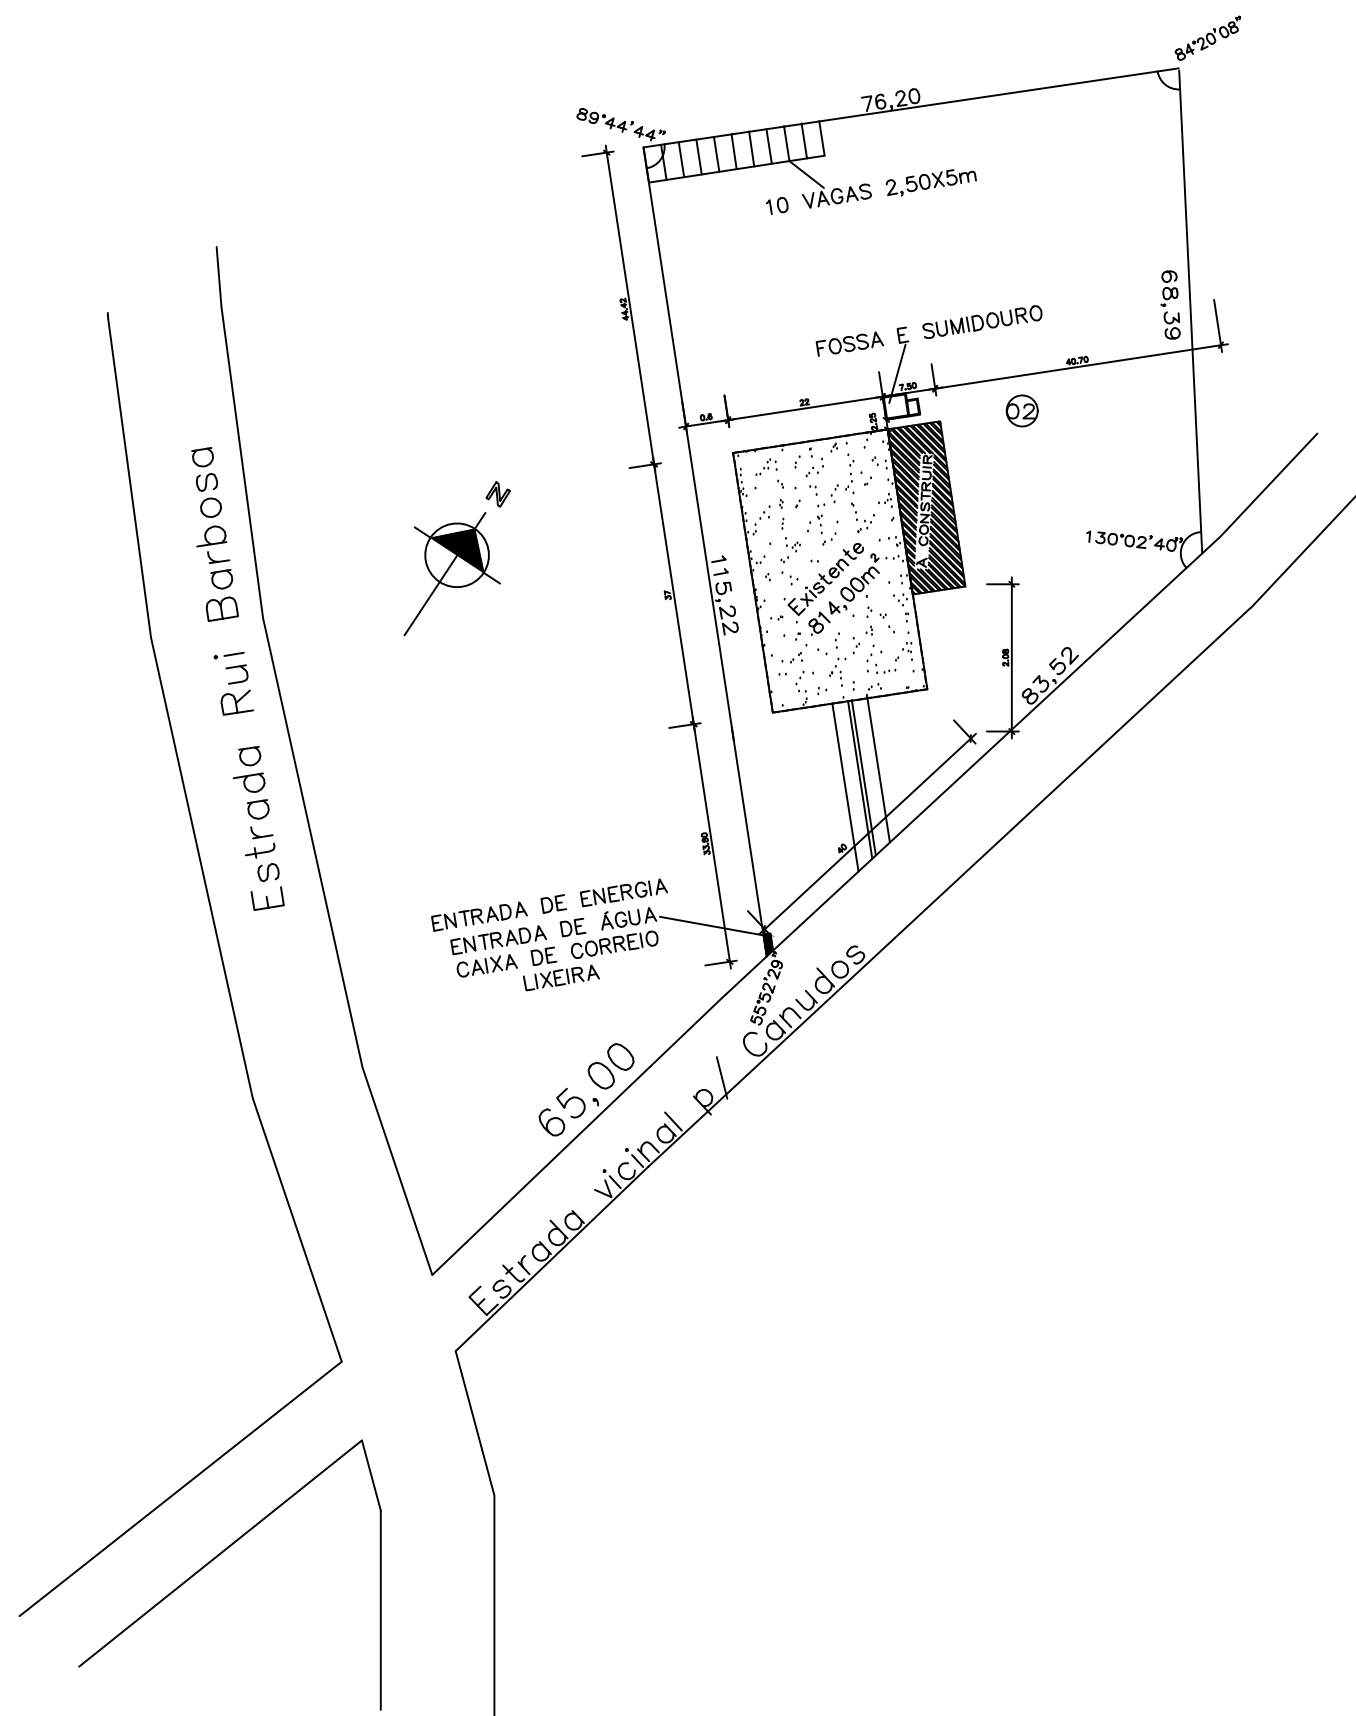 84°20'08"
76,20
89°44'44"
10 VAGAS 2,50X5m
68,39
44.42
FOSSA E SUMIDOURO
40.70
7.50
22
0.6
2.25
02
N
Estrada Rui Barbosa
A CONSTRUIR
130°02'40"
Existente
814,00m²
115,22
37
2.08
83,52
33.80
40
ENTRADA DE ENERGIA
ENTRADA DE ÁGUA
CAIXA DE CORREIO
LIXEIRA
55°52'29"
65,00
Estrada vicinal p/ Canudos